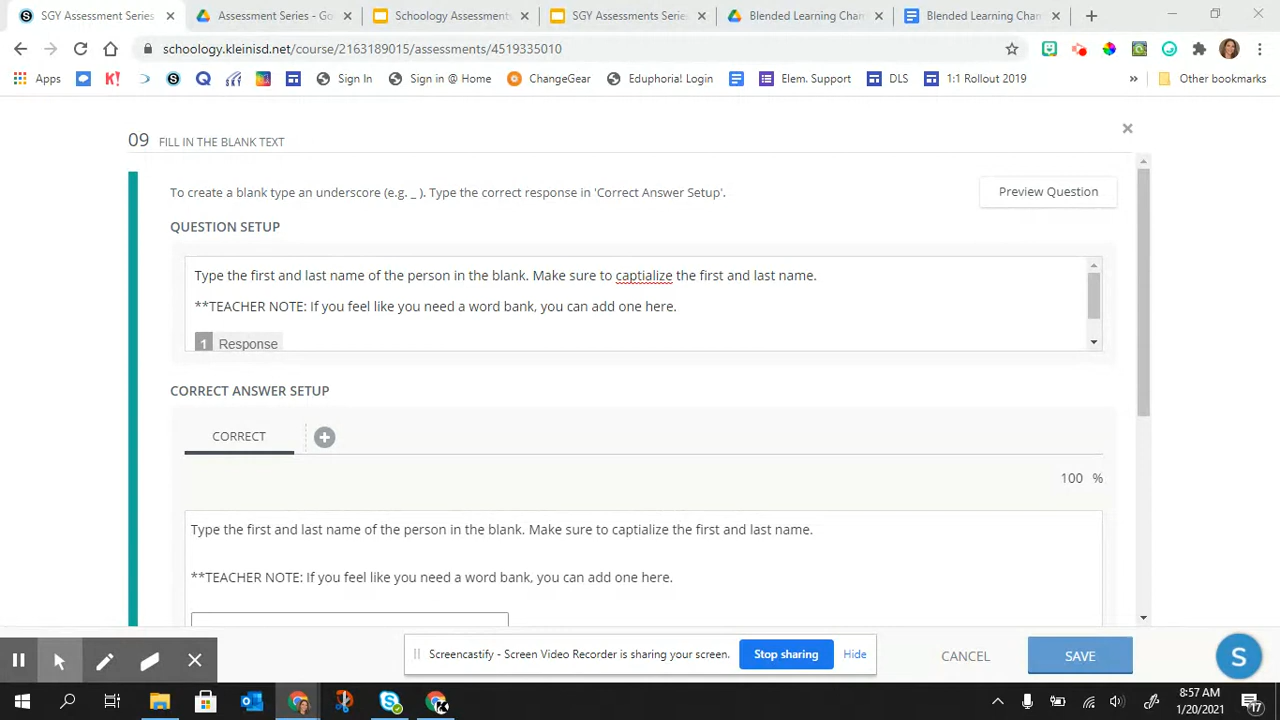 SGY Assessment Series
Assessment Series - Go
Schoology Assessment
SGY Assessments Series
Blended Learning Chan
Blended Learning Chan
schoology.kleinisd.net/course/2163189015/assessments/4519335010
Apps
K!
Sign In
Sign in @ Home
ChangeGear
Euphoria! Login
Elem. Support
DLS
1:1 Rollout 2019
»
Other bookmarks
09 FILL IN THE BLANK TEXT
To create a blank type an underscore (e.g. _ ). Type the correct response in 'Correct Answer Setup'.
Preview Question
QUESTION SETUP
Type the first and last name of the person in the blank. Make sure to captialize the first and last name.
**TEACHER NOTE: If you feel like you need a word bank, you can add one here.
1 Response
CORRECT ANSWER SETUP
CORRECT
100 %
Type the first and last name of the person in the blank. Make sure to captialize the first and last name.
**TEACHER NOTE: If you feel like you need a word bank, you can add one here.
Screencastify - Screen Video Recorder is sharing your screen.
Stop sharing
Hide
CANCEL
SAVE
S
8:57 AM
1/20/2021
17